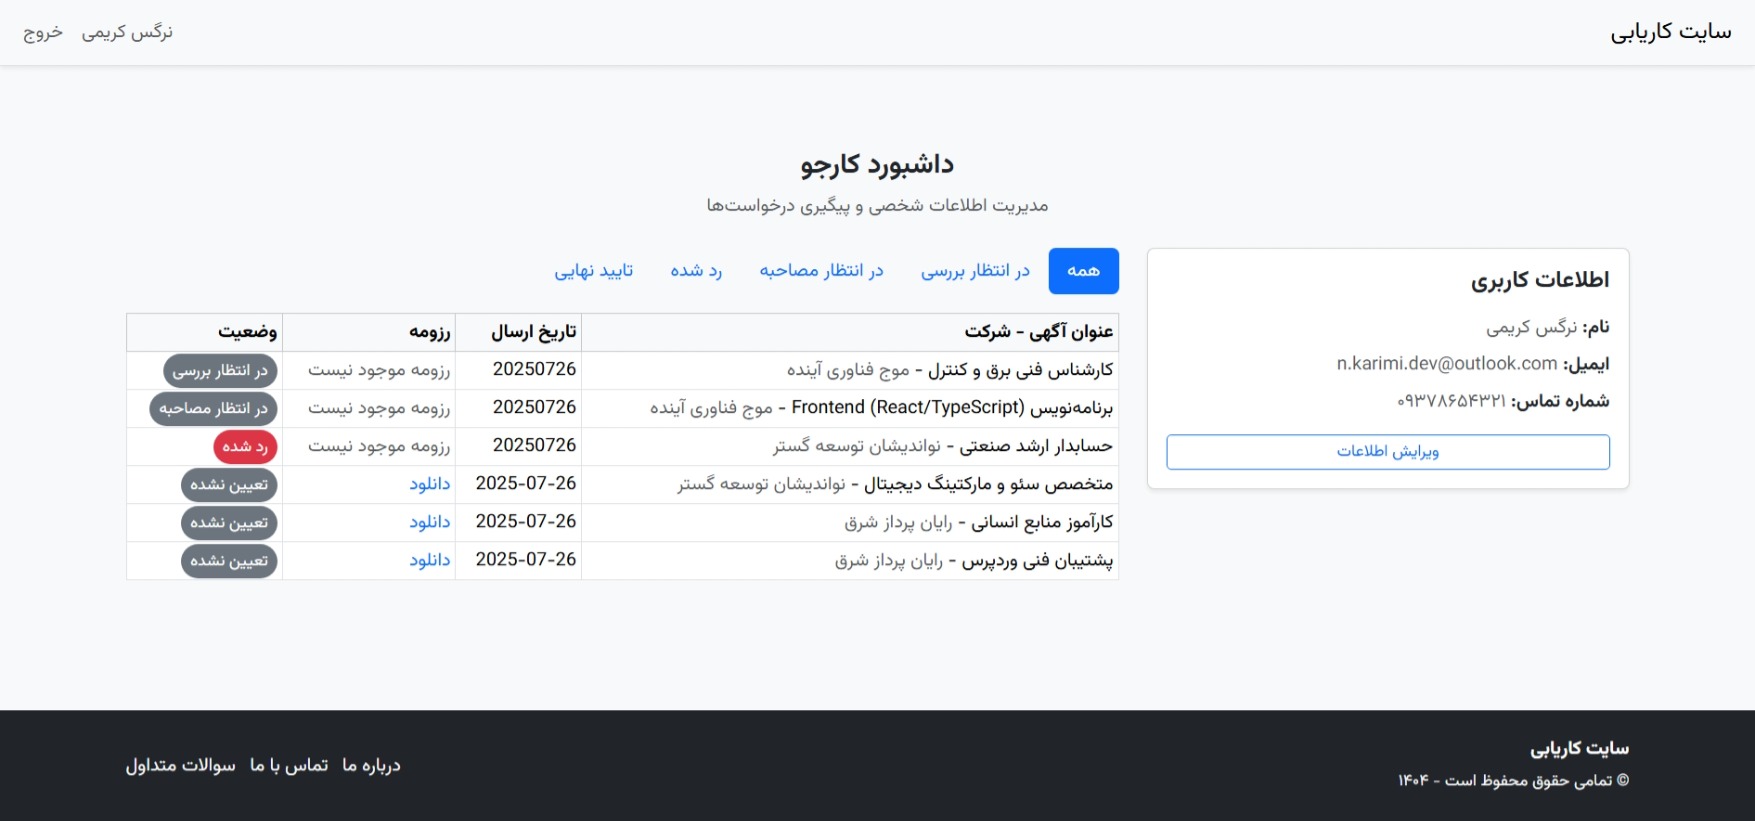 سایت کاریابی
نرگس کریمی خروج
داشبورد کارجو
مدیریت اطلاعات شخصی و پیگیری درخواست‌ها
اطلاعات کاربری
نام: نرگس کریمی
ایمیل: n.karimi.dev@outlook.com
شماره تماس: ۰۹۳۷۸۶۵۴۳۲۱
ویرایش اطلاعات
همه در انتظار بررسی در انتظار مصاحبه رد شده تایید نهایی
عنوان آگهی - شرکت تاریخ ارسال رزومه وضعیت
کارشناس فنی برق و کنترل - موج فناوری آینده 20250726 رزومه موجود نیست در انتظار بررسی
برنامه‌نویس Frontend (React/TypeScript) - موج فناوری آینده 20250726 رزومه موجود نیست در انتظار مصاحبه
حسابدار ارشد صنعتی - نواندیشان توسعه گستر 20250726 رزومه موجود نیست رد شده
متخصص سئو و مارکتینگ دیجیتال - نواندیشان توسعه گستر 2025-07-26 دانلود تعیین نشده
کارآموز منابع انسانی - رایان پرداز شرق 2025-07-26 دانلود تعیین نشده
پشتیبان فنی وردپرس - رایان پرداز شرق 2025-07-26 دانلود تعیین نشده
سایت کاریابی
© تمامی حقوق محفوظ است - ۱۴۰۴
درباره ما تماس با ما سوالات متداول